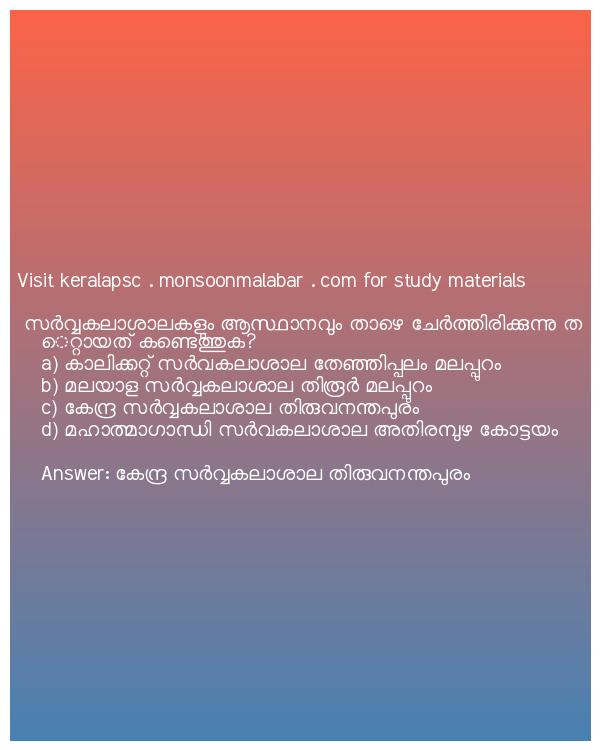 Visit keralapsc . monsoonmalabar . com for study materials
സർവ്വകലാശാലകളും ആസ്ഥാനവും താഴെ ചേർത്തിരിക്കുന്നു ത
െറ്റായത് കണ്ടെത്തുക?
a) കാലിക്കറ്റ് സർവകലാശാല തേഞ്ഞിപ്പലം മലപ്പുറം
b) മലയാള സർവ്വകലാശാല തിരൂർ മലപ്പുറം
c) കേന്ദ്ര സർവ്വകലാശാല തിരുവനന്തപുരം
d) മഹാത്മാഗാന്ധി സർവകലാശാല അതിരമ്പുഴ കോട്ടയം
Answer: കേന്ദ്ര സർവ്വകലാശാല തിരുവനന്തപുരം